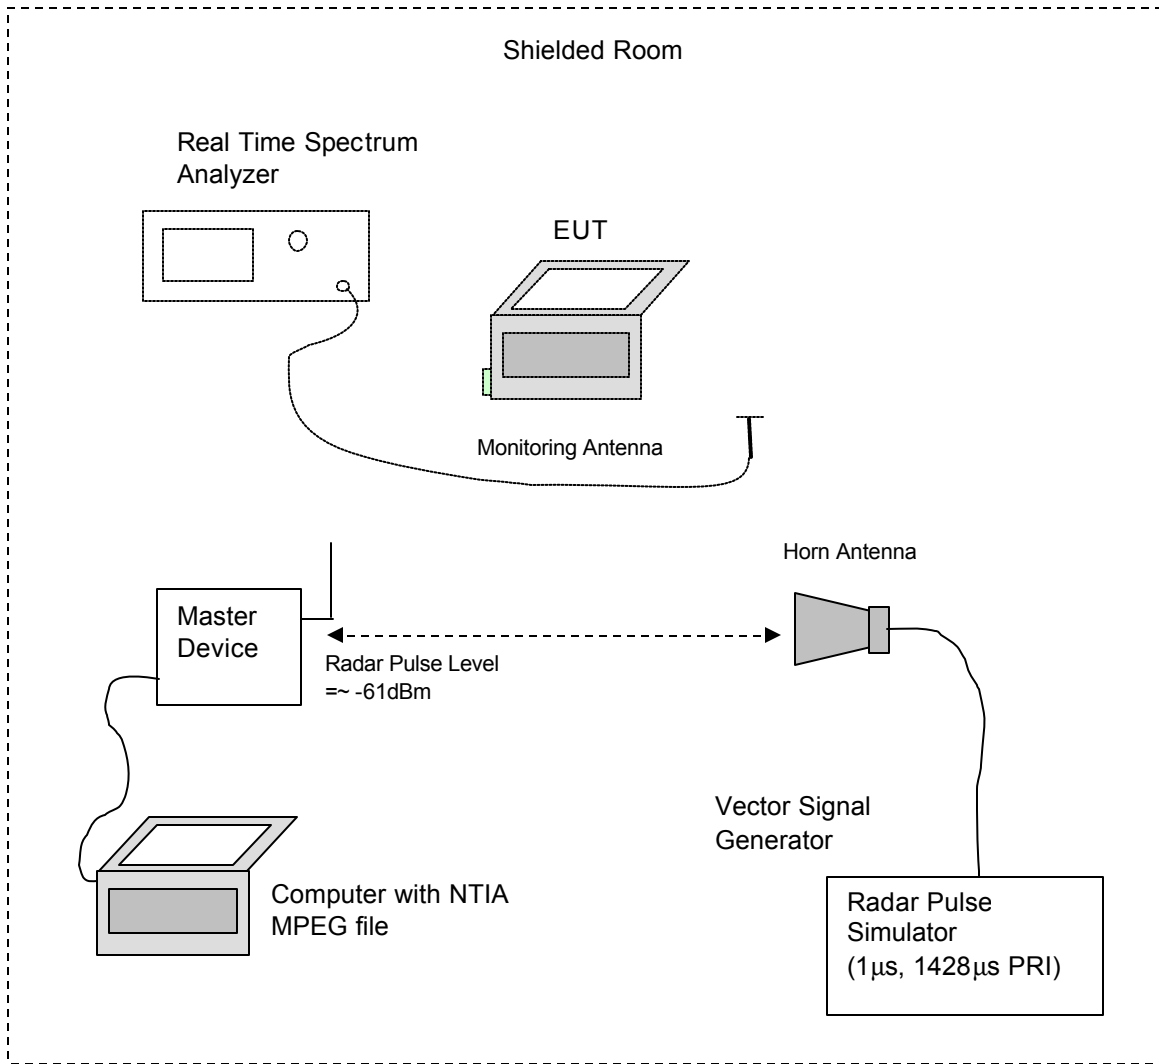 Shielded Room
Real Time Spectrum
Analyzer
EUT
Monitoring Antenna
Horn Antenna
Master
Device
Radar Pulse Level
=~ -61dBm
Vector Signal
Generator
Computer with NTIA
MPEG file
Radar Pulse
Simulator
(1μs, 1428μs PRI)